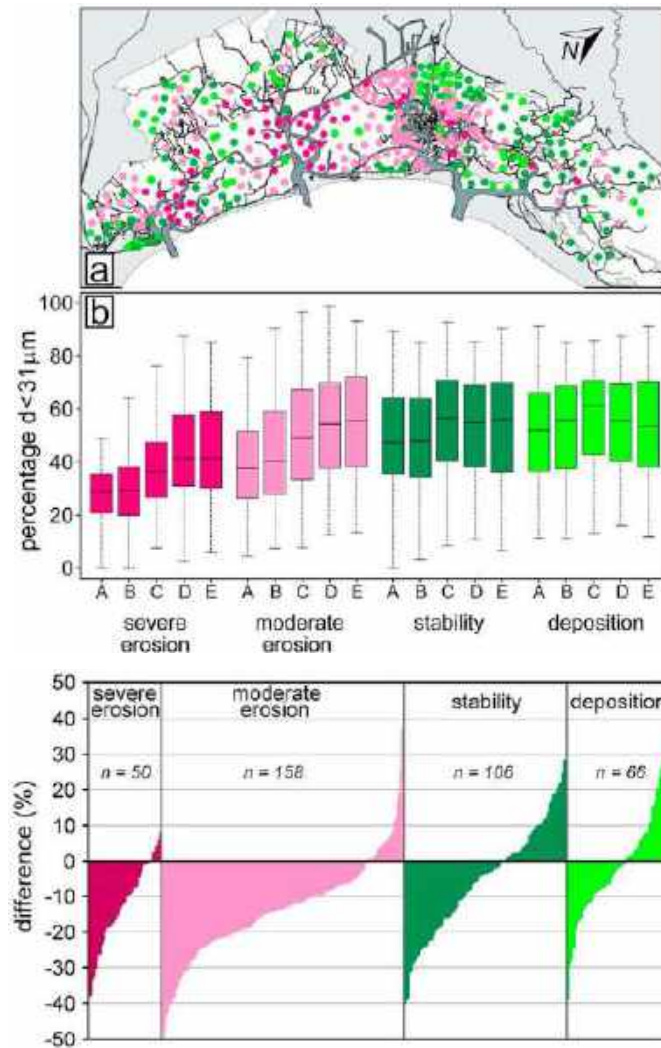 N
a
b
100
80
60
40
20
0
percentage d<31µm
A B C D E A B C D E A B C D E A B C D E
severe erosion
moderate erosion
stability
deposition
50
40
30
20
10
0
-10
-20
-30
-40
-50
difference (%)
severe erosion
moderate erosion
stability
deposition
n = 50
n = 158
n = 106
n = 66